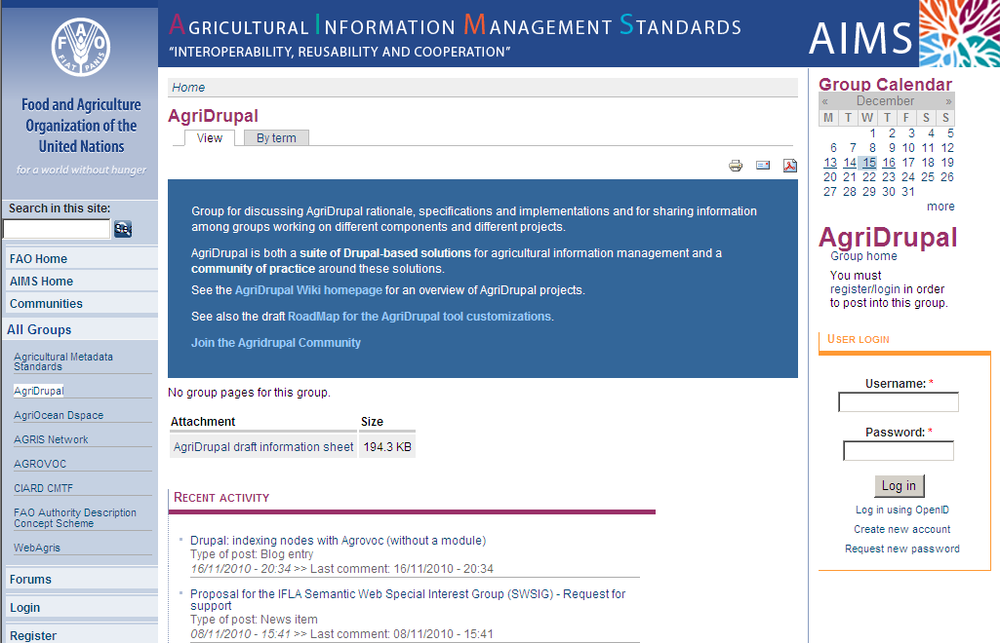 FAO
FIAT PANIS
Food and Agriculture
Organization of the
United Nations
for a world without hunger
Search in this site:
FAO Home
AIMS Home
Communities
All Groups
Agricultural Metadata
Standards
AgriDrupal
AgriOcean Dspace
AGRIS Network
AGROVOC
CIARD CMTF
FAO Authority Description
Concept Scheme
WebAgris
Forums
Login
Register
AGRICULTURAL INFORMATION MANAGEMENT STANDARDS
"INTEROPERABILITY, REUSABILITY AND COOPERATION"
AIMS
Home
AgriDrupal
View By term
Group for discussing AgriDrupal rationale, specifications and implementations and for sharing information
among groups working on different components and different projects.
AgriDrupal is both a suite of Drupal-based solutions for agricultural information management and a
community of practice around these solutions.
See the AgriDrupal Wiki homepage for an overview of AgriDrupal projects.
See also the draft RoadMap for the AgriDrupal tool customizations.
Join the Agridrupal Community
No group pages for this group.
Attachment Size
AgriDrupal draft information sheet 194.3 KB
RECENT ACTIVITY
Drupal: indexing nodes with Agrovoc (without a module)
Type of post: Blog entry
16/11/2010 - 20:34 >> Last comment: 16/11/2010 - 20:34
Proposal for the IFLA Semantic Web Special Interest Group (SWSIG) - Request for
support
Type of post: News item
08/11/2010 - 15:41 >> Last comment: 08/11/2010 - 15:41
Group Calendar
« December »
M T W T F S S
1 2 3 4 5
6 7 8 9 10 11 12
13 14 15 16 17 18 19
20 21 22 23 24 25 26
27 28 29 30 31
more
AgriDrupal
Group home
You must
register/login in order
to post into this group.
USER LOGIN
Username: *
Password: *
Log in
Log in using OpenID
Create new account
Request new password